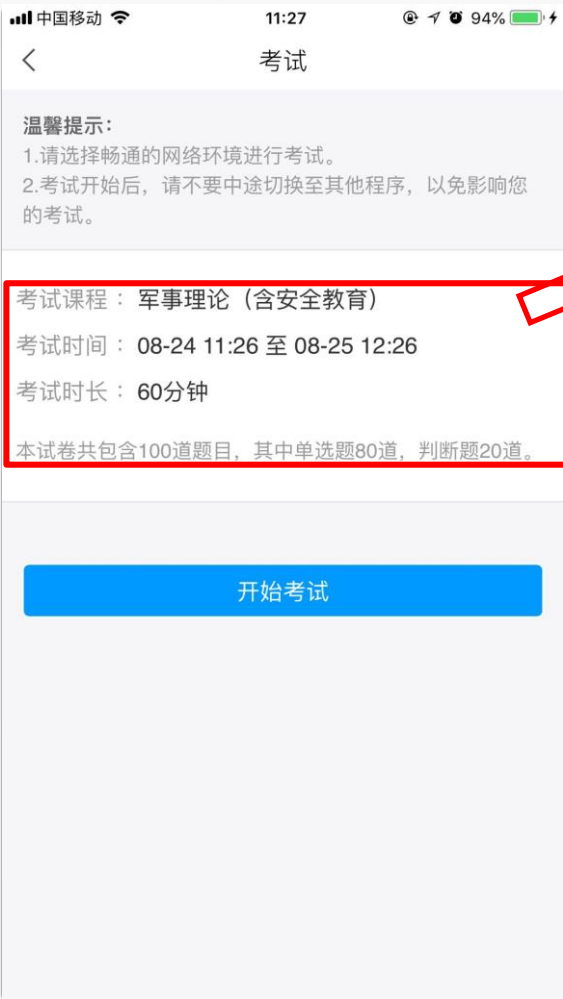 中国移动 11:27 94%
考试
温馨提示：
1.请选择畅通的网络环境进行考试。
2.考试开始后，请不要中途切换至其他程序，以免影响您
的考试。
考试课程： 军事理论（含安全教育）
考试时间： 08-24 11:26 至 08-25 12:26
考试时长： 60分钟
本试卷共包含100道题目，其中单选题80道，判断题20道。
开始考试